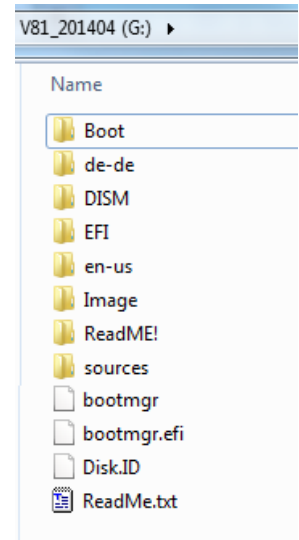 V81_201404 (G:)
Name
Boot
de-de
DISM
EFI
en-us
Image
ReadME!
sources
bootmgr
bootmgr.efi
Disk.ID
ReadMe.txt